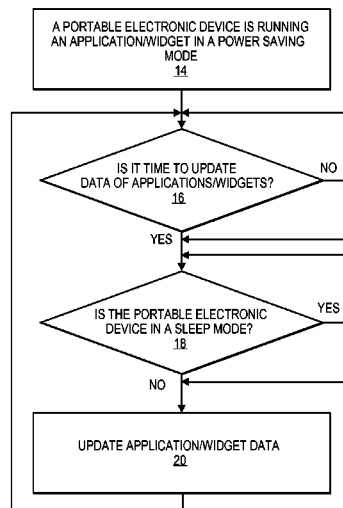 A PORTABLE ELECTRONIC DEVICE IS RUNNING
AN APPLICATION/WIDGET IN A POWER SAVING
MODE
14
IS IT TIME TO UPDATE
DATA OF APPLICATIONS/WIDGETS?
16
NO
YES
IS THE PORTABLE ELECTRONIC
DEVICE IN A SLEEP MODE?
18
YES
NO
UPDATE APPLICATION/WIDGET DATA
20